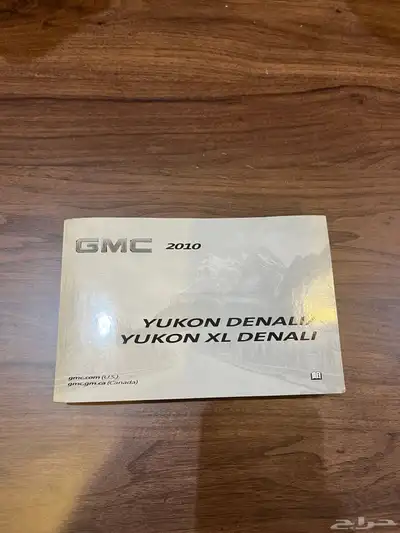 GMC 2010
YUKON DENALI/
YUKON XL DENALI
gmc.com (U.S.)
gmc.gm.ca (Canada)
حراج